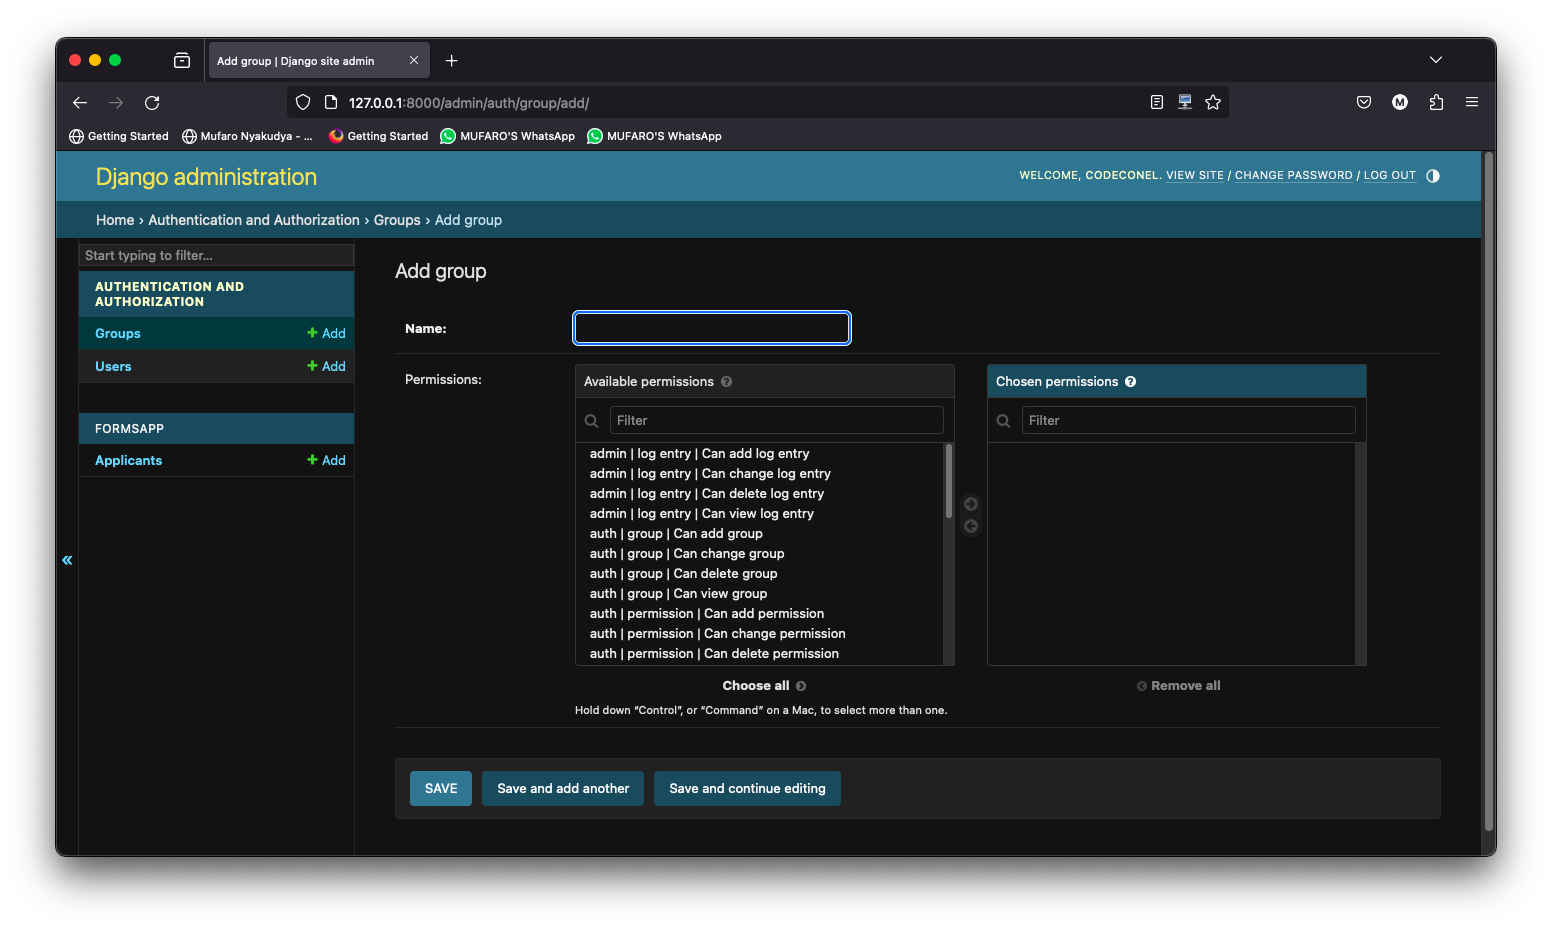 Add group | Django site admin
127.0.0.1:8000/admin/auth/group/add/
M
Getting Started
Mufaro Nyakudya - ...
Getting Started
MUFARO'S WhatsApp
MUFARO'S WhatsApp
Django administration
WELCOME, CODECONEL. VIEW SITE / CHANGE PASSWORD / LOG OUT
Home › Authentication and Authorization › Groups › Add group
Start typing to filter...
AUTHENTICATION AND
AUTHORIZATION
Groups
+ Add
Users
+ Add
FORMSAPP
Applicants
+ Add
«
Add group
Name:
Permissions:
Available permissions ?
Filter
admin | log entry | Can add log entry
admin | log entry | Can change log entry
admin | log entry | Can delete log entry
admin | log entry | Can view log entry
auth | group | Can add group
auth | group | Can change group
auth | group | Can delete group
auth | group | Can view group
auth | permission | Can add permission
auth | permission | Can change permission
auth | permission | Can delete permission
Choose all
Hold down “Control”, or “Command” on a Mac, to select more than one.
Chosen permissions ?
Filter
Remove all
SAVE
Save and add another
Save and continue editing